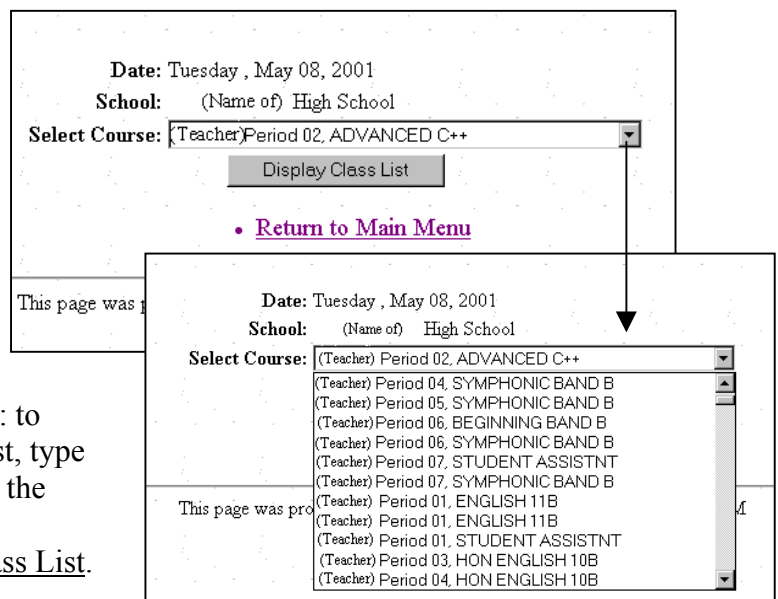 Date: Tuesday , May 08, 2001
School: (Name of) High School
Select Course: (Teacher)Period 02, ADVANCED C++
Display Class List
• Return to Main Menu
This page was p
Date: Tuesday , May 08, 2001
School: (Name of) High School
Select Course: (Teacher) Period 02, ADVANCED C++
(Teacher) Period 04, SYMPHONIC BAND B
(Teacher) Period 05, SYMPHONIC BAND B
(Teacher) Period 06, BEGINNING BAND B
(Teacher) Period 06, SYMPHONIC BAND B
(Teacher) Period 07, STUDENT ASSISTNT
(Teacher) Period 07, SYMPHONIC BAND B
(Teacher) Period 01, ENGLISH 11B
(Teacher) Period 01, ENGLISH 11B
(Teacher) Period 01, STUDENT ASSISTNT
(Teacher) Period 03, HON ENGLISH 10B
(Teacher) Period 04, HON ENGLISH 10B
This page was pro M
: to
st, type
the
ass List.